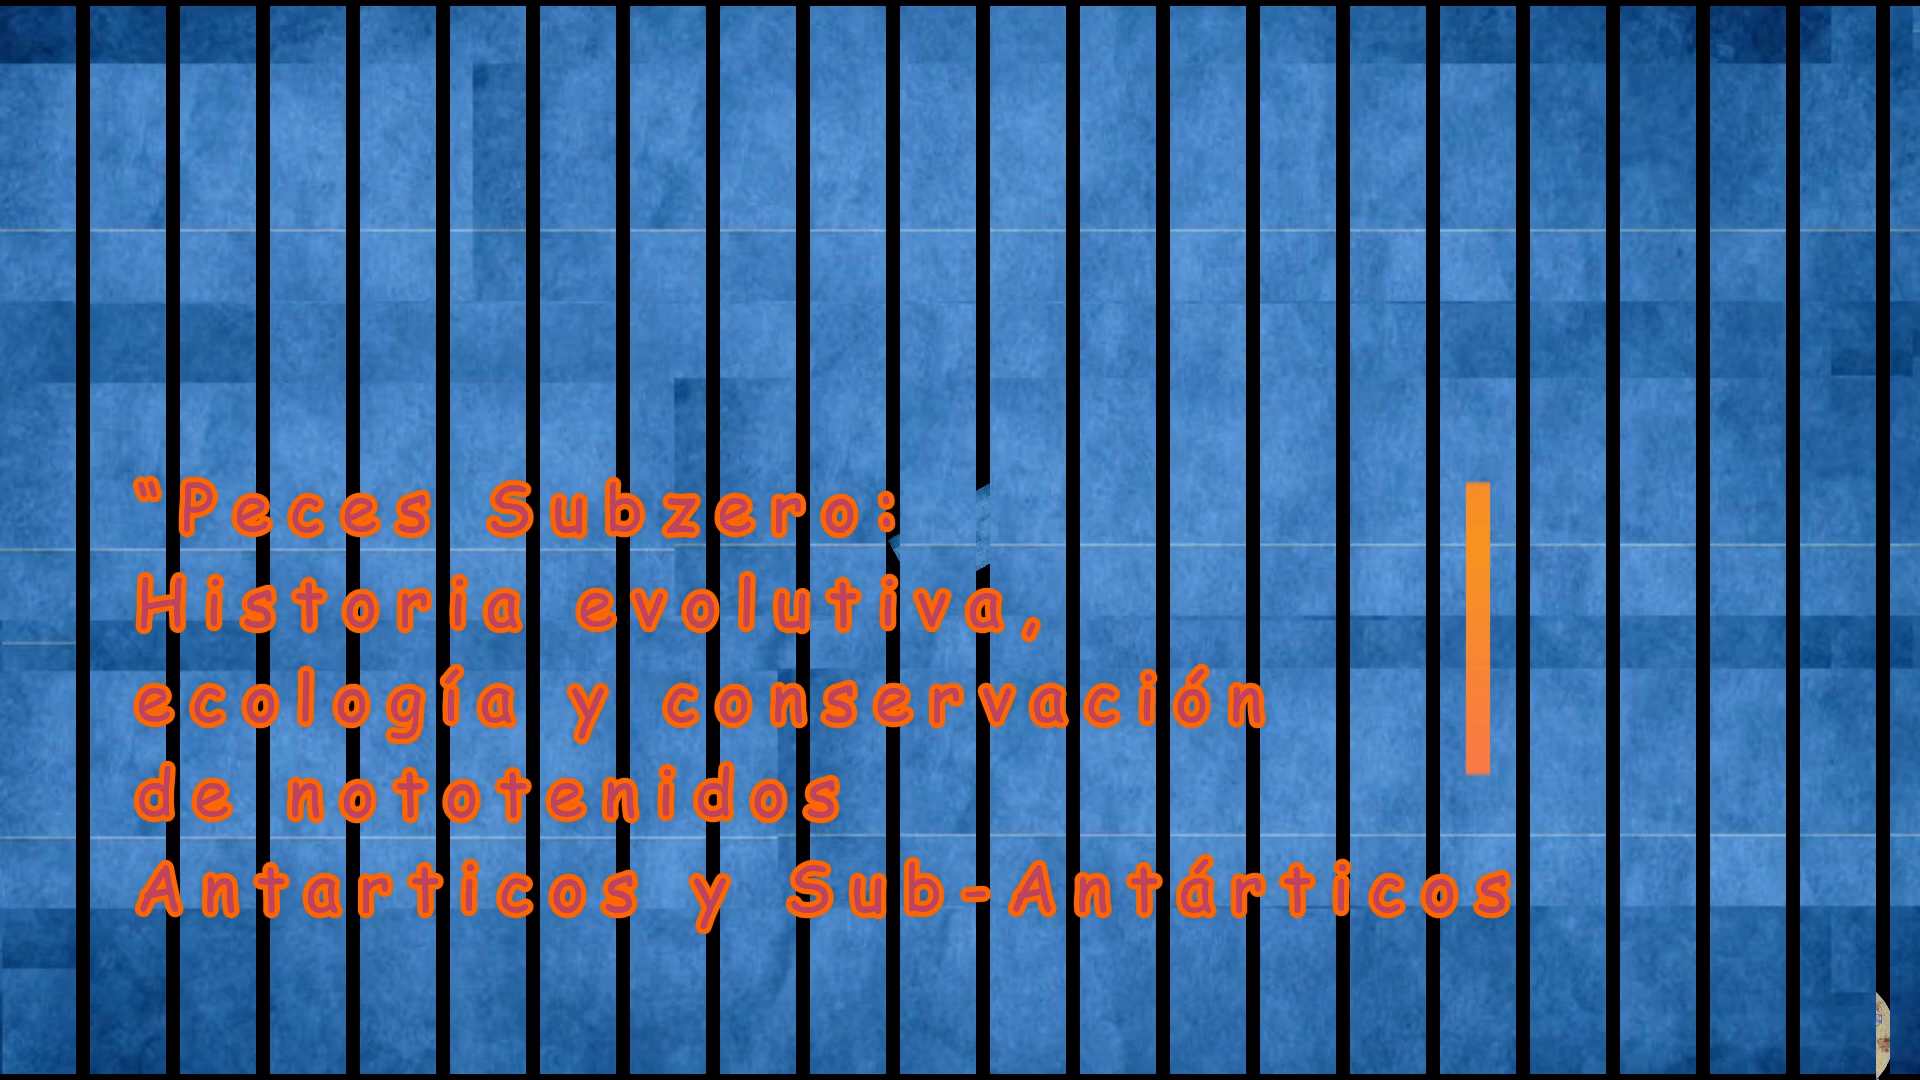 “Peces Subzero:
Historia evolutiva,
ecología y conservación
de nototenidos
Antarticos y Sub-Antárticos